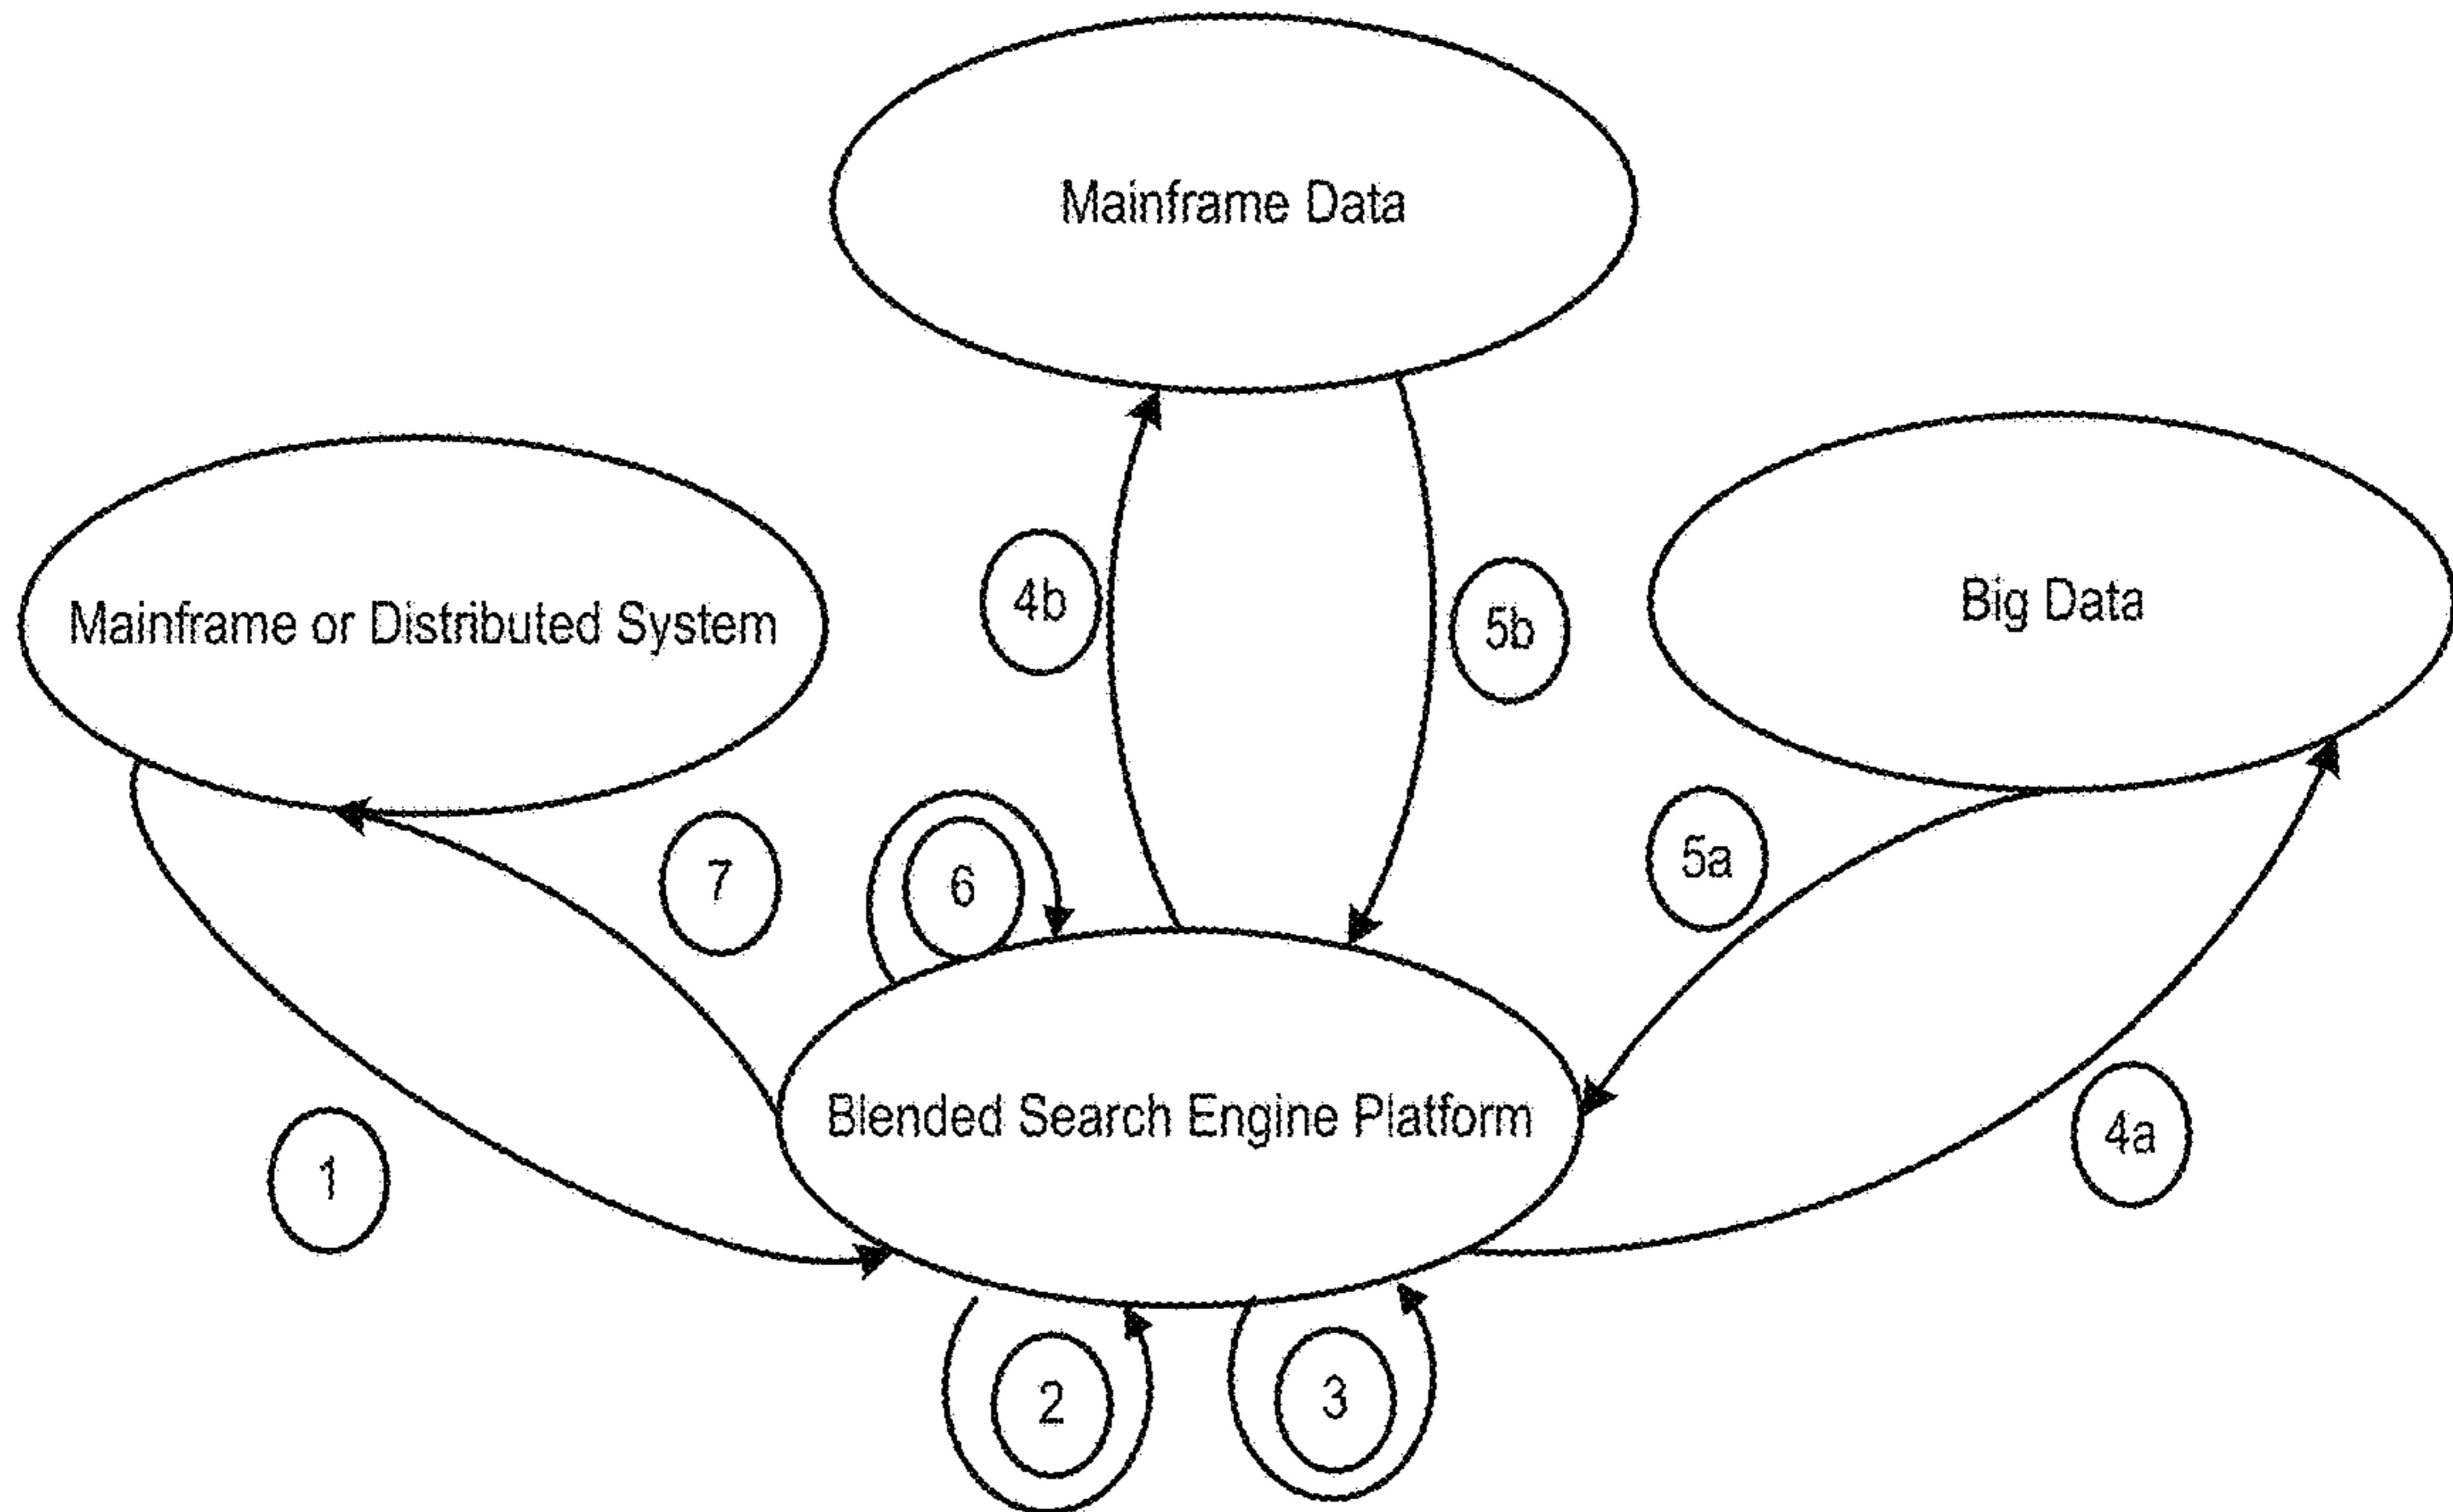 Mainframe Data
Mainframe or Distributed System
4b
5b
Big Data
7
6
5a
Blended Search Engine Platform
1
4a
2
3